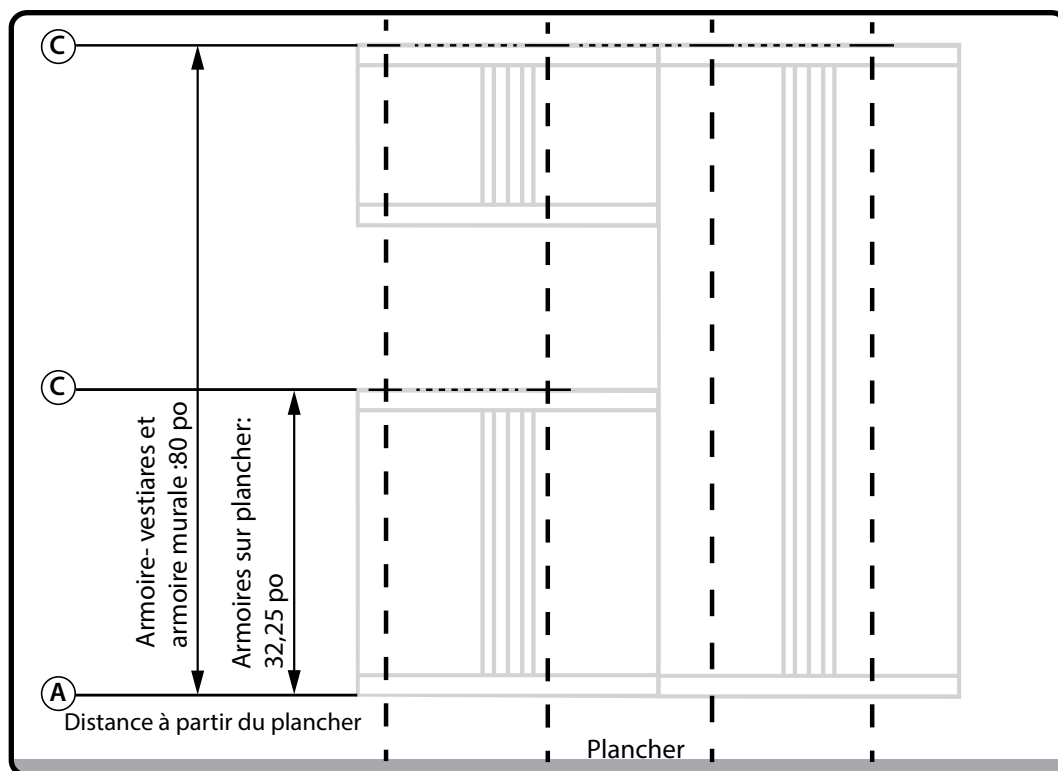 C
C
Armoire- vestiares et
armoire murale :80 po
Armoires sur plancher:
32,25 po
A
Distance à partir du plancher
Plancher